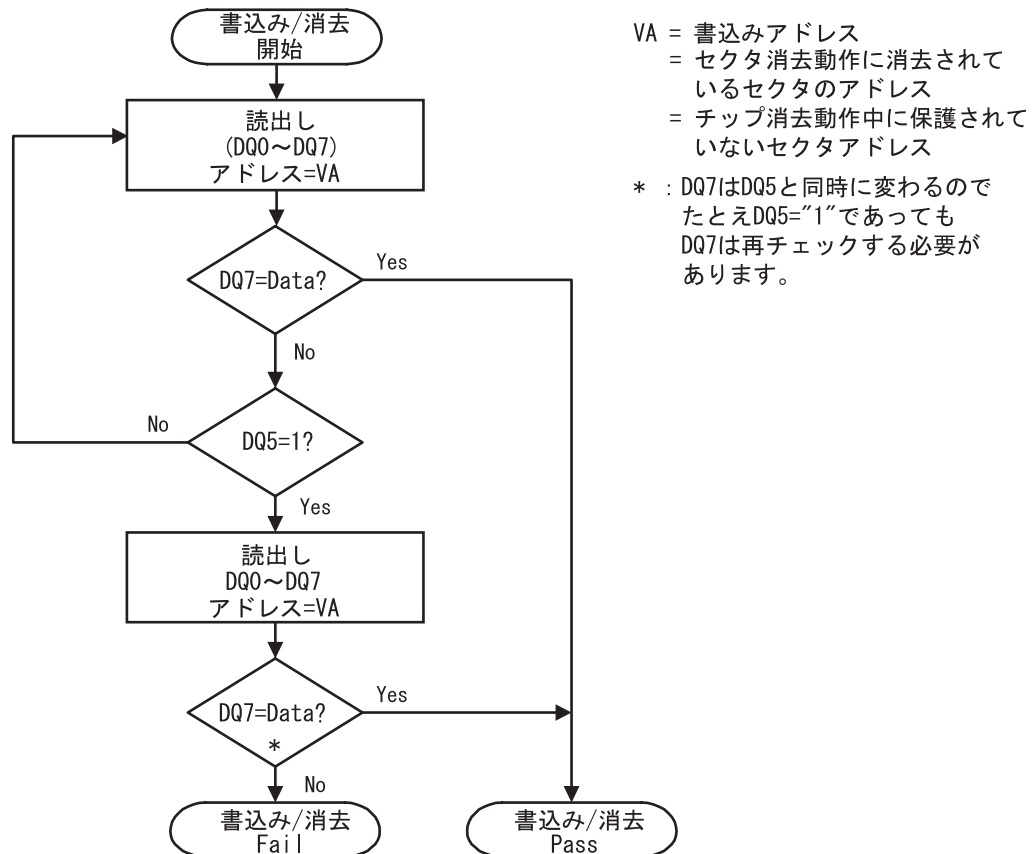 書込み/消去
開始
読出し
(DQ0～DQ7)
アドレス=VA
DQ7=Data?
Yes
No
DQ5=1?
No
Yes
読出し
DQ0～DQ7
アドレス=VA
DQ7=Data?
*
Yes
No
書込み/消去
Fail
書込み/消去
Pass
VA = 書込みアドレス
= セクタ消去動作に消去されて
いるセクタのアドレス
= チップ消去動作中に保護されて
いないセクタアドレス
* : DQ7はDQ5と同時に変わるので
たとえDQ5="1"であっても
DQ7は再チェックする必要が
あります。